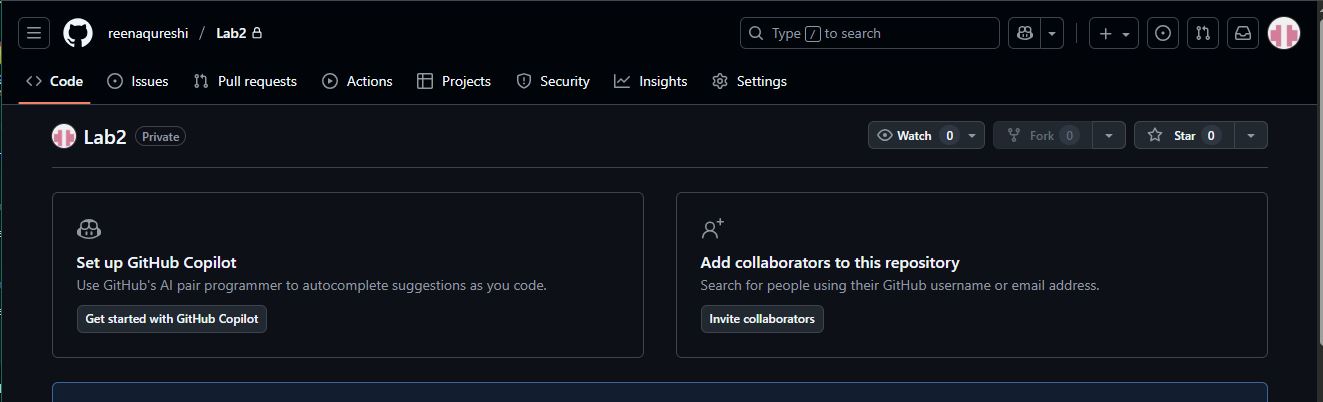 reenaqureshi / Lab2
Type / to search
Code Issues Pull requests Actions Projects Security Insights Settings
Lab2 Private
Watch 0 Fork 0 Star 0
Set up GitHub Copilot
Use GitHub's AI pair programmer to autocomplete suggestions as you code.
Get started with GitHub Copilot
Add collaborators to this repository
Search for people using their GitHub username or email address.
Invite collaborators